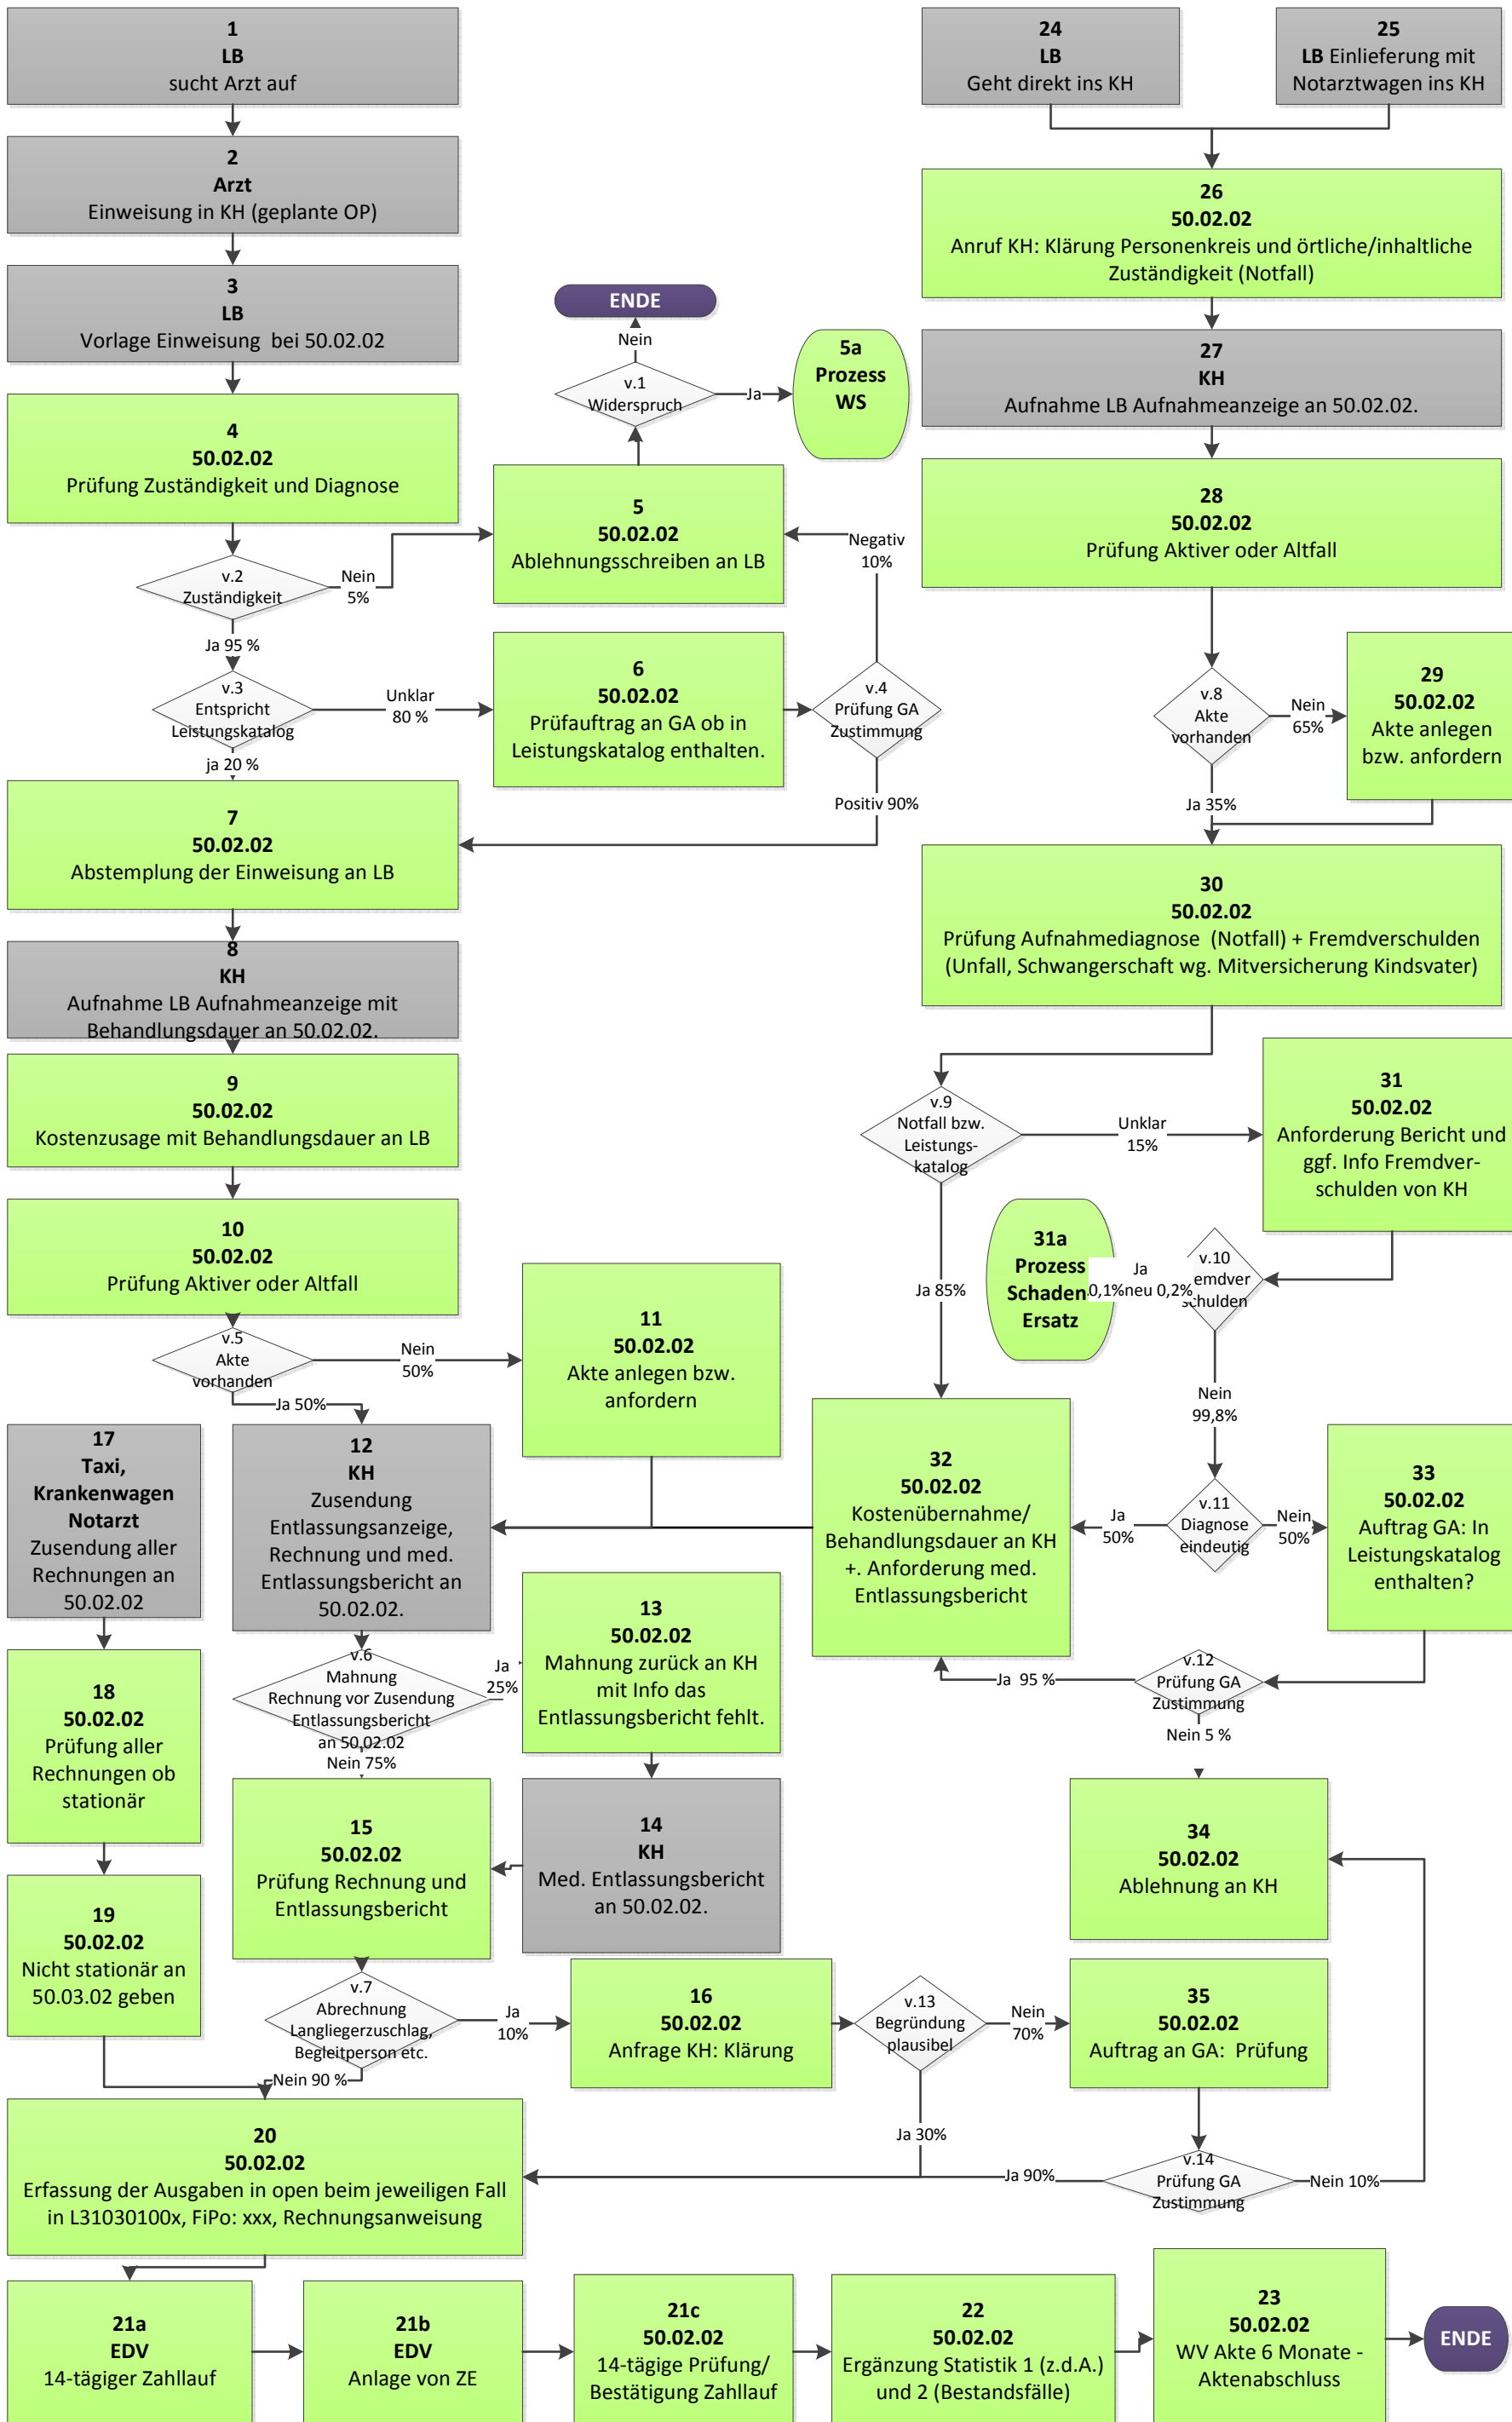 1
LB
sucht Arzt auf
2
Arzt
Einweisung in KH (geplante OP)
3
LB
Vorlage Einweisung bei 50.02.02
4
50.02.02
Prüfung Zuständigkeit und Diagnose
v.2
Zuständigkeit
Nein
5%
Ja 95 %
v.3
Entspricht
Leistungskatalog
Unklar
80 %
ja 20 %
ENDE
Nein
v.1
Widerspruch
Ja
5a
Prozess
WS
5
50.02.02
Ablehnungsschreiben an LB
Negativ
10%
6
50.02.02
Prüfauftrag an GA ob in
Leistungskatalog enthalten.
v.4
Prüfung GA
Zustimmung
Positiv 90%
7
50.02.02
Abstemplung der Einweisung an LB
8
KH
Aufnahme LB Aufnahmeanzeige mit
Behandlungsdauer an 50.02.02.
9
50.02.02
Kostenzusage mit Behandlungsdauer an LB
10
50.02.02
Prüfung Aktiver oder Altfall
v.5
Akte
vorhanden
Nein
50%
Ja 50%
11
50.02.02
Akte anlegen bzw.
anfordern
12
KH
Zusendung
Entlassungsanzeige,
Rechnung und med.
Entlassungsbericht an
50.02.02.
v.6
Mahnung
Rechnung vor Zusendung
Entlassungsbericht
an 50.02.02
Ja
25%
Nein 75%
13
50.02.02
Mahnung zurück an KH
mit Info das
Entlassungsbericht fehlt.
14
KH
Med. Entlassungsbericht
an 50.02.02.
15
50.02.02
Prüfung Rechnung und
Entlassungsbericht
v.7
Abrechnung
Langliegerzuschlag,
Begleitperson etc.
Ja
10%
Nein 90 %
16
50.02.02
Anfrage KH: Klärung
17
Taxi,
Krankenwagen
Notarzt
Zusendung aller
Rechnungen an
50.02.02
18
50.02.02
Prüfung aller
Rechnungen ob
stationär
19
50.02.02
Nicht stationär an
50.03.02 geben
20
50.02.02
Erfassung der Ausgaben in open beim jeweiligen Fall
in L31030100x, FiPo: xxx, Rechnungsanweisung
21a
EDV
14-tägiger Zahllauf
21b
EDV
Anlage von ZE
21c
50.02.02
14-tägige Prüfung/
Bestätigung Zahllauf
22
50.02.02
Ergänzung Statistik 1 (z.d.A.)
und 2 (Bestandsfälle)
23
50.02.02
WV Akte 6 Monate -
Aktenabschluss
ENDE
24
LB
Geht direkt ins KH
25
LB Einlieferung mit
Notarztwagen ins KH
26
50.02.02
Anruf KH: Klärung Personenkreis und örtliche/inhaltliche
Zuständigkeit (Notfall)
27
KH
Aufnahme LB Aufnahmeanzeige an 50.02.02.
28
50.02.02
Prüfung Aktiver oder Altfall
v.8
Akte
vorhanden
Nein
65%
Ja 35%
29
50.02.02
Akte anlegen
bzw. anfordern
30
50.02.02
Prüfung Aufnahmediagnose (Notfall) + Fremdverschulden
(Unfall, Schwangerschaft wg. Mitversicherung Kindsvater)
v.9
Notfall bzw.
Leistungs-
katalog
Unklar
15%
Ja 85%
31
50.02.02
Anforderung Bericht und
ggf. Info Fremdver-
schulden von KH
31a
Prozess
Schaden
Ersatz
Ja
0,1%neu 0,2%
v.10
emdver
schulden
Nein
99,8%
v.11
Diagnose
eindeutig
Ja
50%
Nein
50%
32
50.02.02
Kostenübernahme/
Behandlungsdauer an KH
+. Anforderung med.
Entlassungsbericht
33
50.02.02
Auftrag GA: In
Leistungskatalog
enthalten?
v.12
Prüfung GA
Zustimmung
Ja 95 %
Nein 5 %
34
50.02.02
Ablehnung an KH
v.13
Begründung
plausibel
Nein
70%
Ja 30%
35
50.02.02
Auftrag an GA: Prüfung
v.14
Prüfung GA
Zustimmung
Ja 90%
Nein 10%